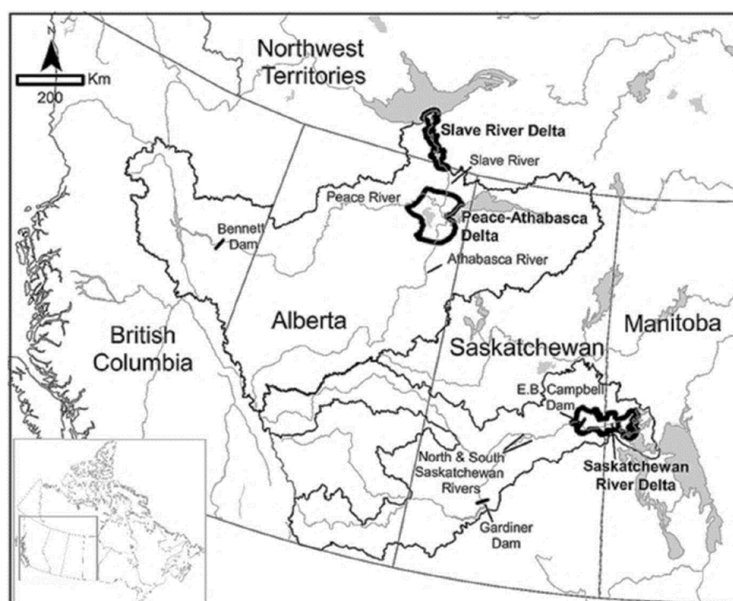 N
Km
200
Northwest
Territories
Slave River Delta
Slave River
Peace River
Peace-Athabasca
Delta
Bennett
Dam
Athabasca River
British
Columbia
Alberta
Saskatchewan
Manitoba
E.B. Campbell
Dam
North & South
Saskatchewan
Rivers
Saskatchewan
River Delta
Gardiner
Dam